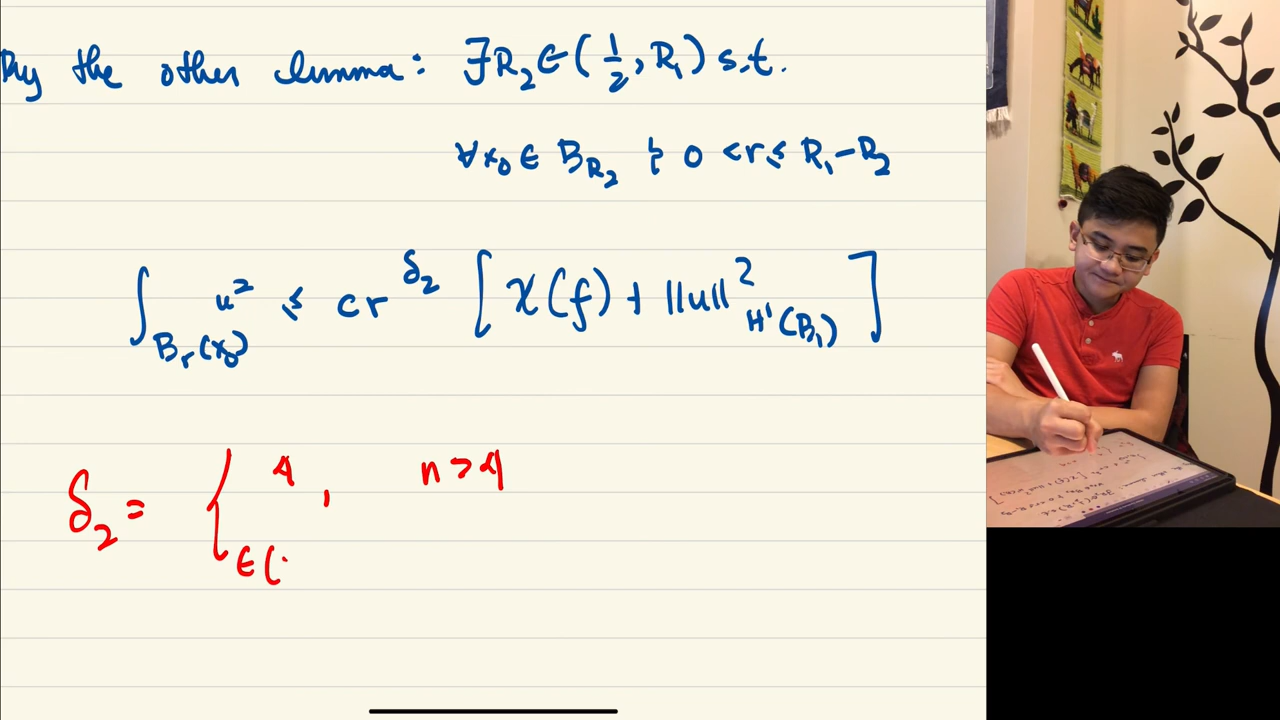 By the other lemma: ∃R₂∈(½, R₁) s.t.
∀x₀ ∈ B_{R₂} & 0 < r ≤ R₁-R₂
∫_{B_r(x₀)} u² ≤ c r^{δ₂} [χ(f) + ||u||²_{H¹(B₁)}]
δ₂ = { 4, n > 4
∈ (